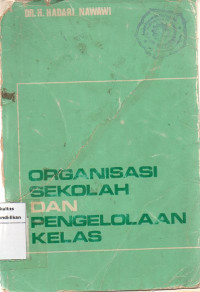 DR. H. HADARI NAWAWI
ORGANISASI
SEKOLAH
DAN
PENGELOLAAN
KELAS